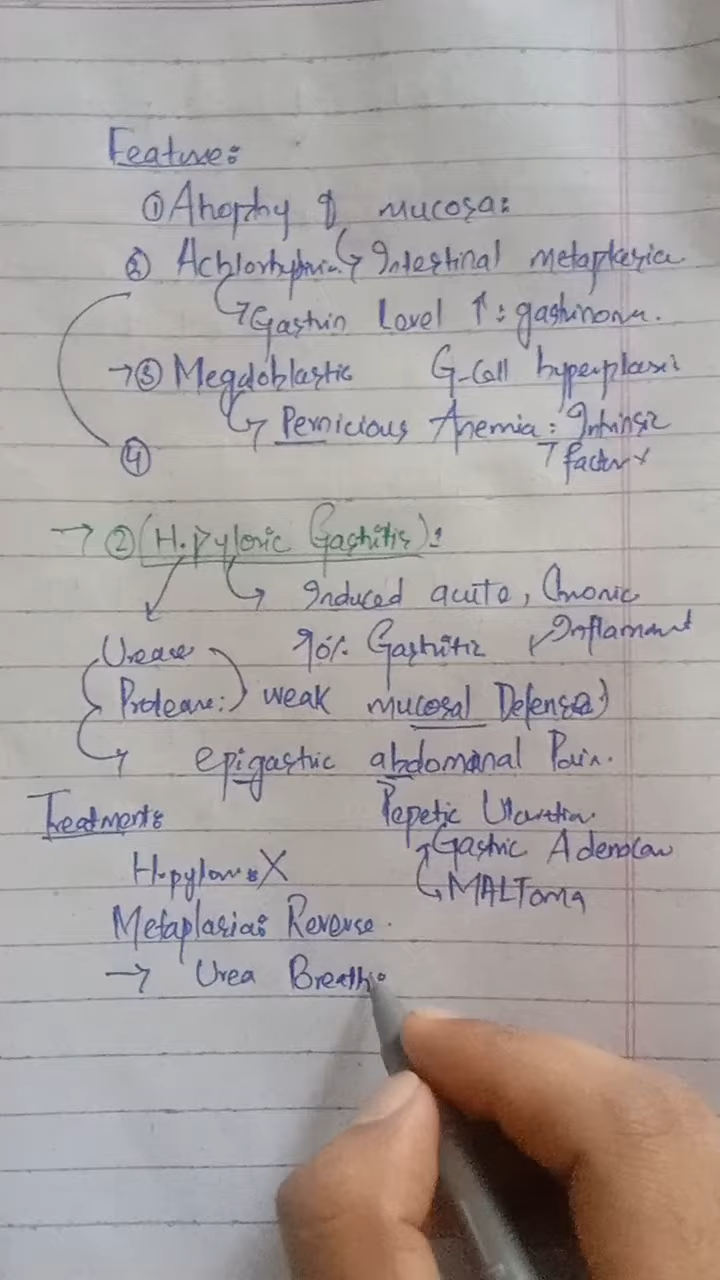 Feature:
① Atrophy of mucosa:
② Achlorhydria Intestinal metaplasia
Gastrin Level ↑: gastrinoma.
→③ Megaloblastic G-Cell hyperplasia
Pernicious Anemia: Intrinsic
④ factor x
→ ②(H.pyloric Gastritis):
Induced acute, Chronic
Urease 90% Gastritis Inflamant
Protease: weak mucosal Defense)
epigastric abdominal Pain.
Treatment: Pepetic Ulceration
Gastric Adenocar
H.pylori: X MALToma
Metaplasia: Reverse.
→ Urea Breath: